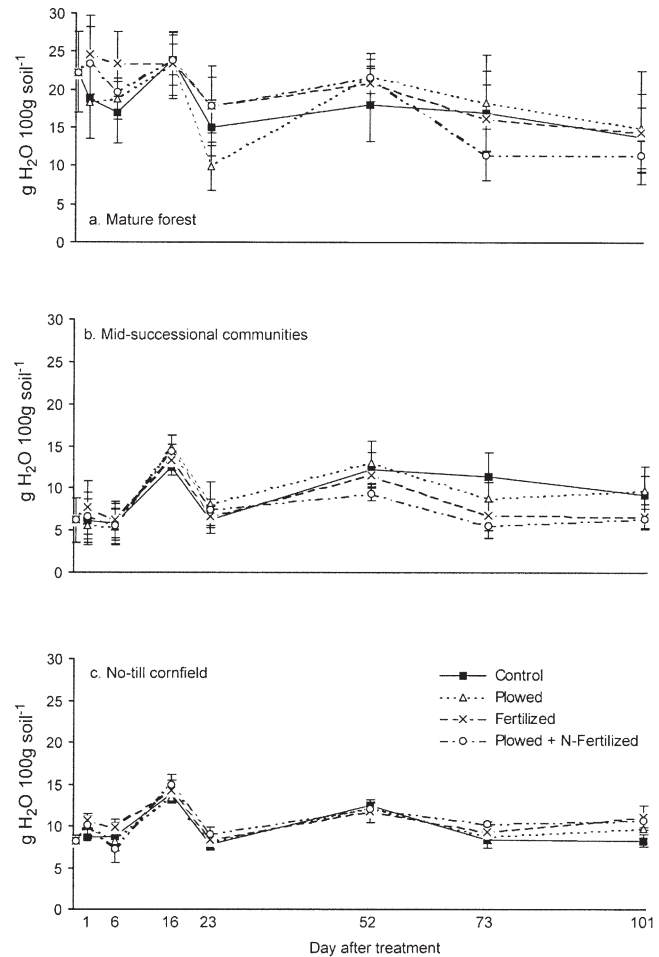 30
25
20
15
10
5
0
g H₂O 100g soil⁻¹
a. Mature forest
30
25
20
15
10
5
0
g H₂O 100g soil⁻¹
b. Mid-successional communities
30
25
20
15
10
5
0
g H₂O 100g soil⁻¹
c. No-till cornfield
Control
Plowed
Fertilized
Plowed + N-Fertilized
1 6 16 23 52 73 101
Day after treatment